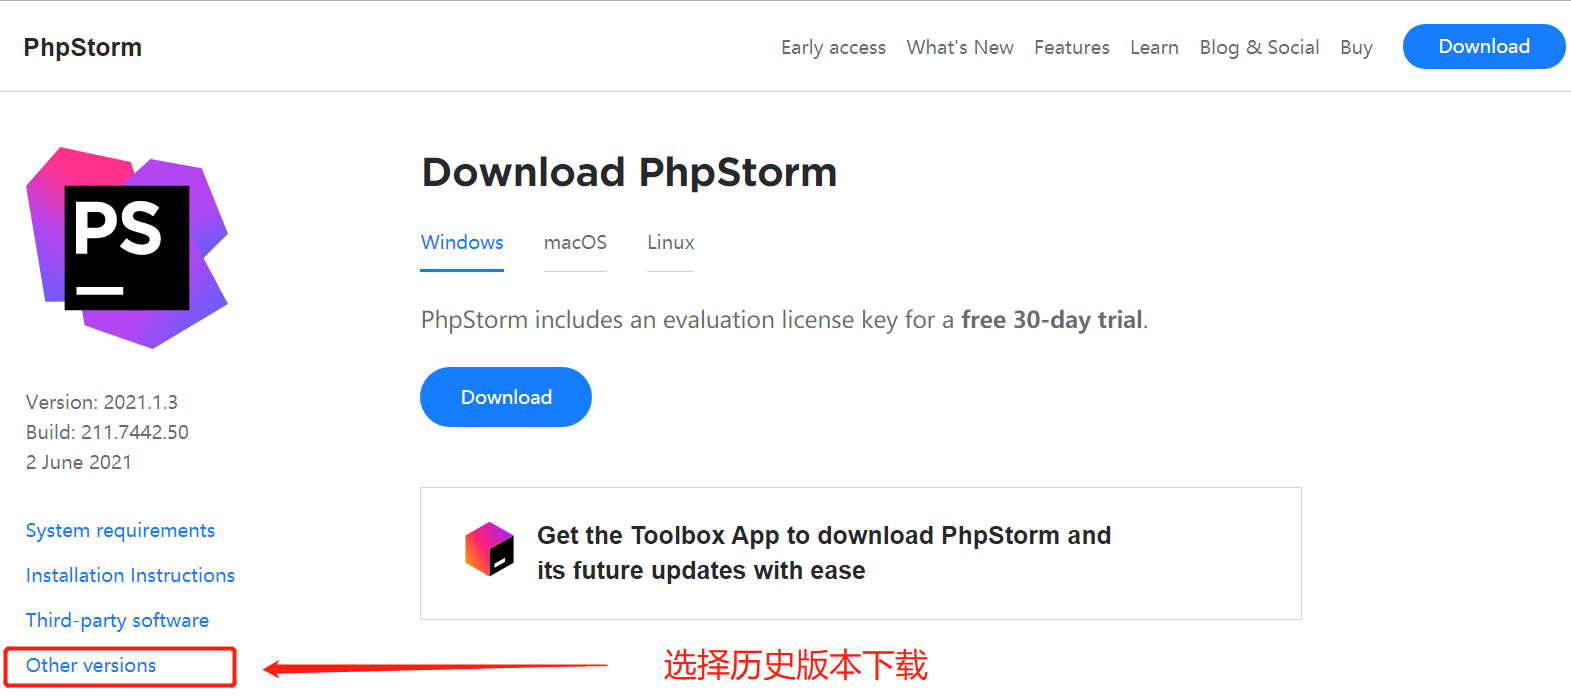 PhpStorm
Early access What's New Features Learn Blog & Social Buy Download
PS
Download PhpStorm
Windows macOS Linux
PhpStorm includes an evaluation license key for a free 30-day trial.
Download
Version: 2021.1.3
Build: 211.7442.50
2 June 2021
System requirements
Installation Instructions
Third-party software
Other versions
Get the Toolbox App to download PhpStorm and
its future updates with ease
选择历史版本下载